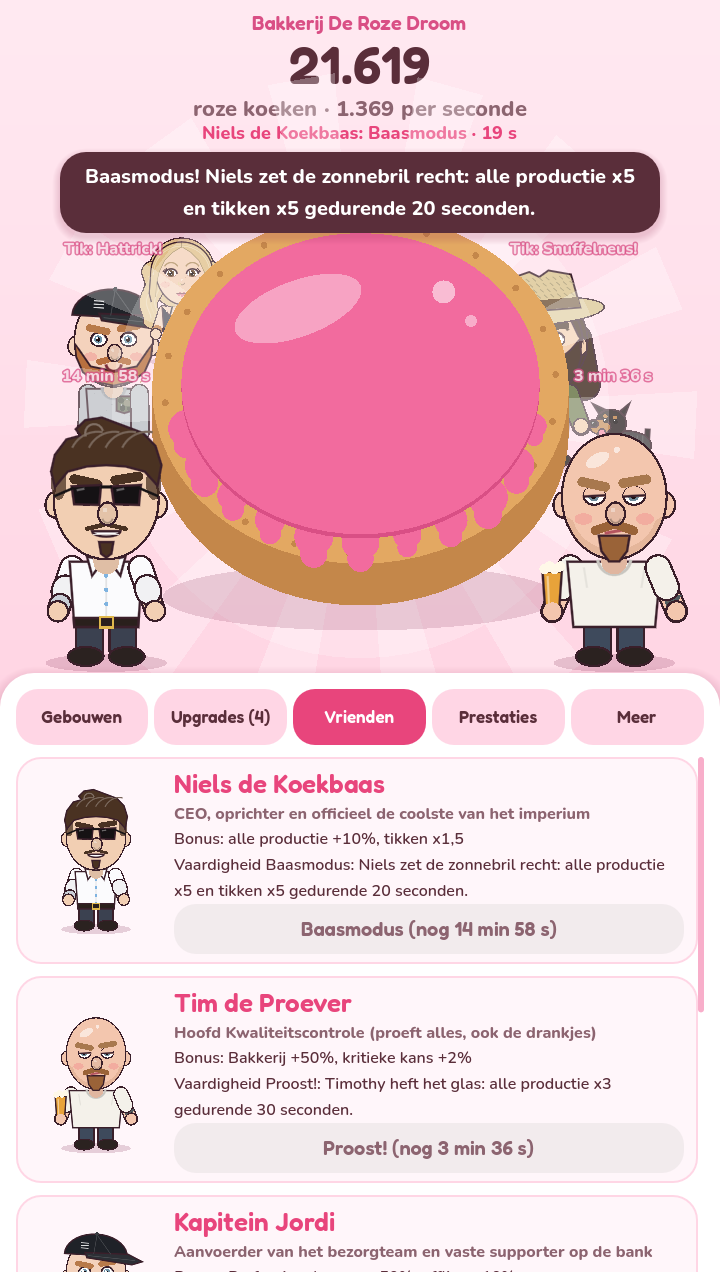 Bakkerij De Roze Droom
21.619
roze koeken · 1.369 per seconde
Niels de Koekbaas: Baasmodus · 19 s
Baasmodus! Niels zet de zonnebril recht: alle productie x5
en tikken x5 gedurende 20 seconden.
Tik: Hattrick!
Tik: Snuffelneus!
14 min 58 s
3 min 36 s
Gebouwen
Upgrades (4)
Vrienden
Prestaties
Meer
Niels de Koekbaas
CEO, oprichter en officieel de coolste van het imperium
Bonus: alle productie +10%, tikken x1,5
Vaardigheid Baasmodus: Niels zet de zonnebril recht: alle productie
x5 en tikken x5 gedurende 20 seconden.
Baasmodus (nog 14 min 58 s)
Tim de Proever
Hoofd Kwaliteitscontrole (proeft alles, ook de drankjes)
Bonus: Bakkerij +50%, kritieke kans +2%
Vaardigheid Proost!: Timothy heft het glas: alle productie x3
gedurende 30 seconden.
Proost! (nog 3 min 36 s)
Kapitein Jordi
Aanvoerder van het bezorgteam en vaste supporter op de bank